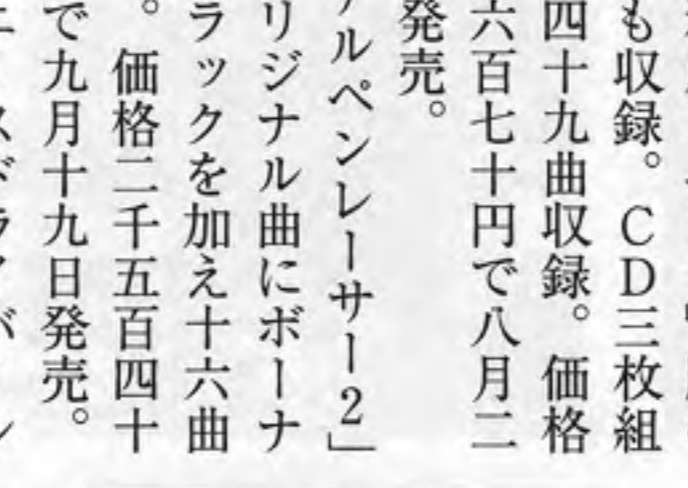 も収録。CD三枚組
四十九曲収録。価格
六百七十円で八月二
発売。
ルペンレーサー2」
リジナル曲にボーナ
ラックを加え十六曲
。価格二千五百四十
で九月十九日発売。